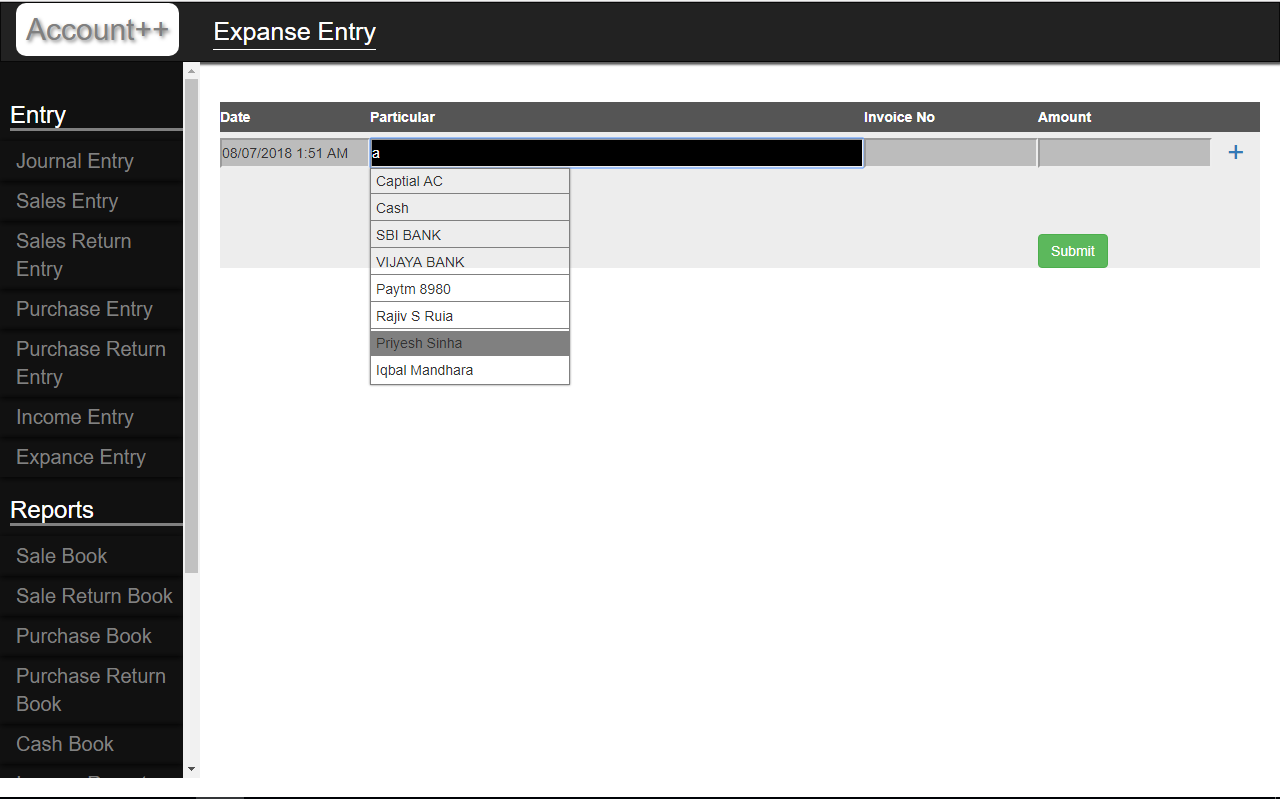 Account++
Expanse Entry
Entry
Journal Entry
Sales Entry
Sales Return
Entry
Purchase Entry
Purchase Return
Entry
Income Entry
Expance Entry
Reports
Sale Book
Sale Return Book
Purchase Book
Purchase Return
Book
Cash Book
Date Particular Invoice No Amount
08/07/2018 1:51 AM a +
Captial AC
Cash
SBI BANK
VIJAYA BANK
Paytm 8980
Rajiv S Ruia
Priyesh Sinha
Iqbal Mandhara
Submit